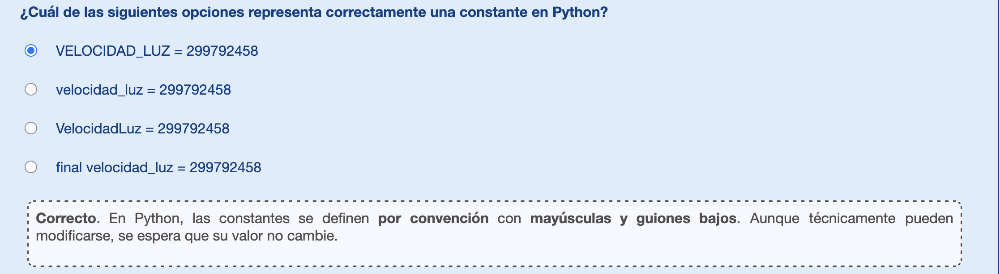 ¿Cuál de las siguientes opciones representa correctamente una constante en Python?
VELOCIDAD_LUZ = 299792458
velocidad_luz = 299792458
VelocidadLuz = 299792458
final velocidad_luz = 299792458
Correcto. En Python, las constantes se definen por convención con mayúsculas y guiones bajos. Aunque técnicamente pueden
modificarse, se espera que su valor no cambie.